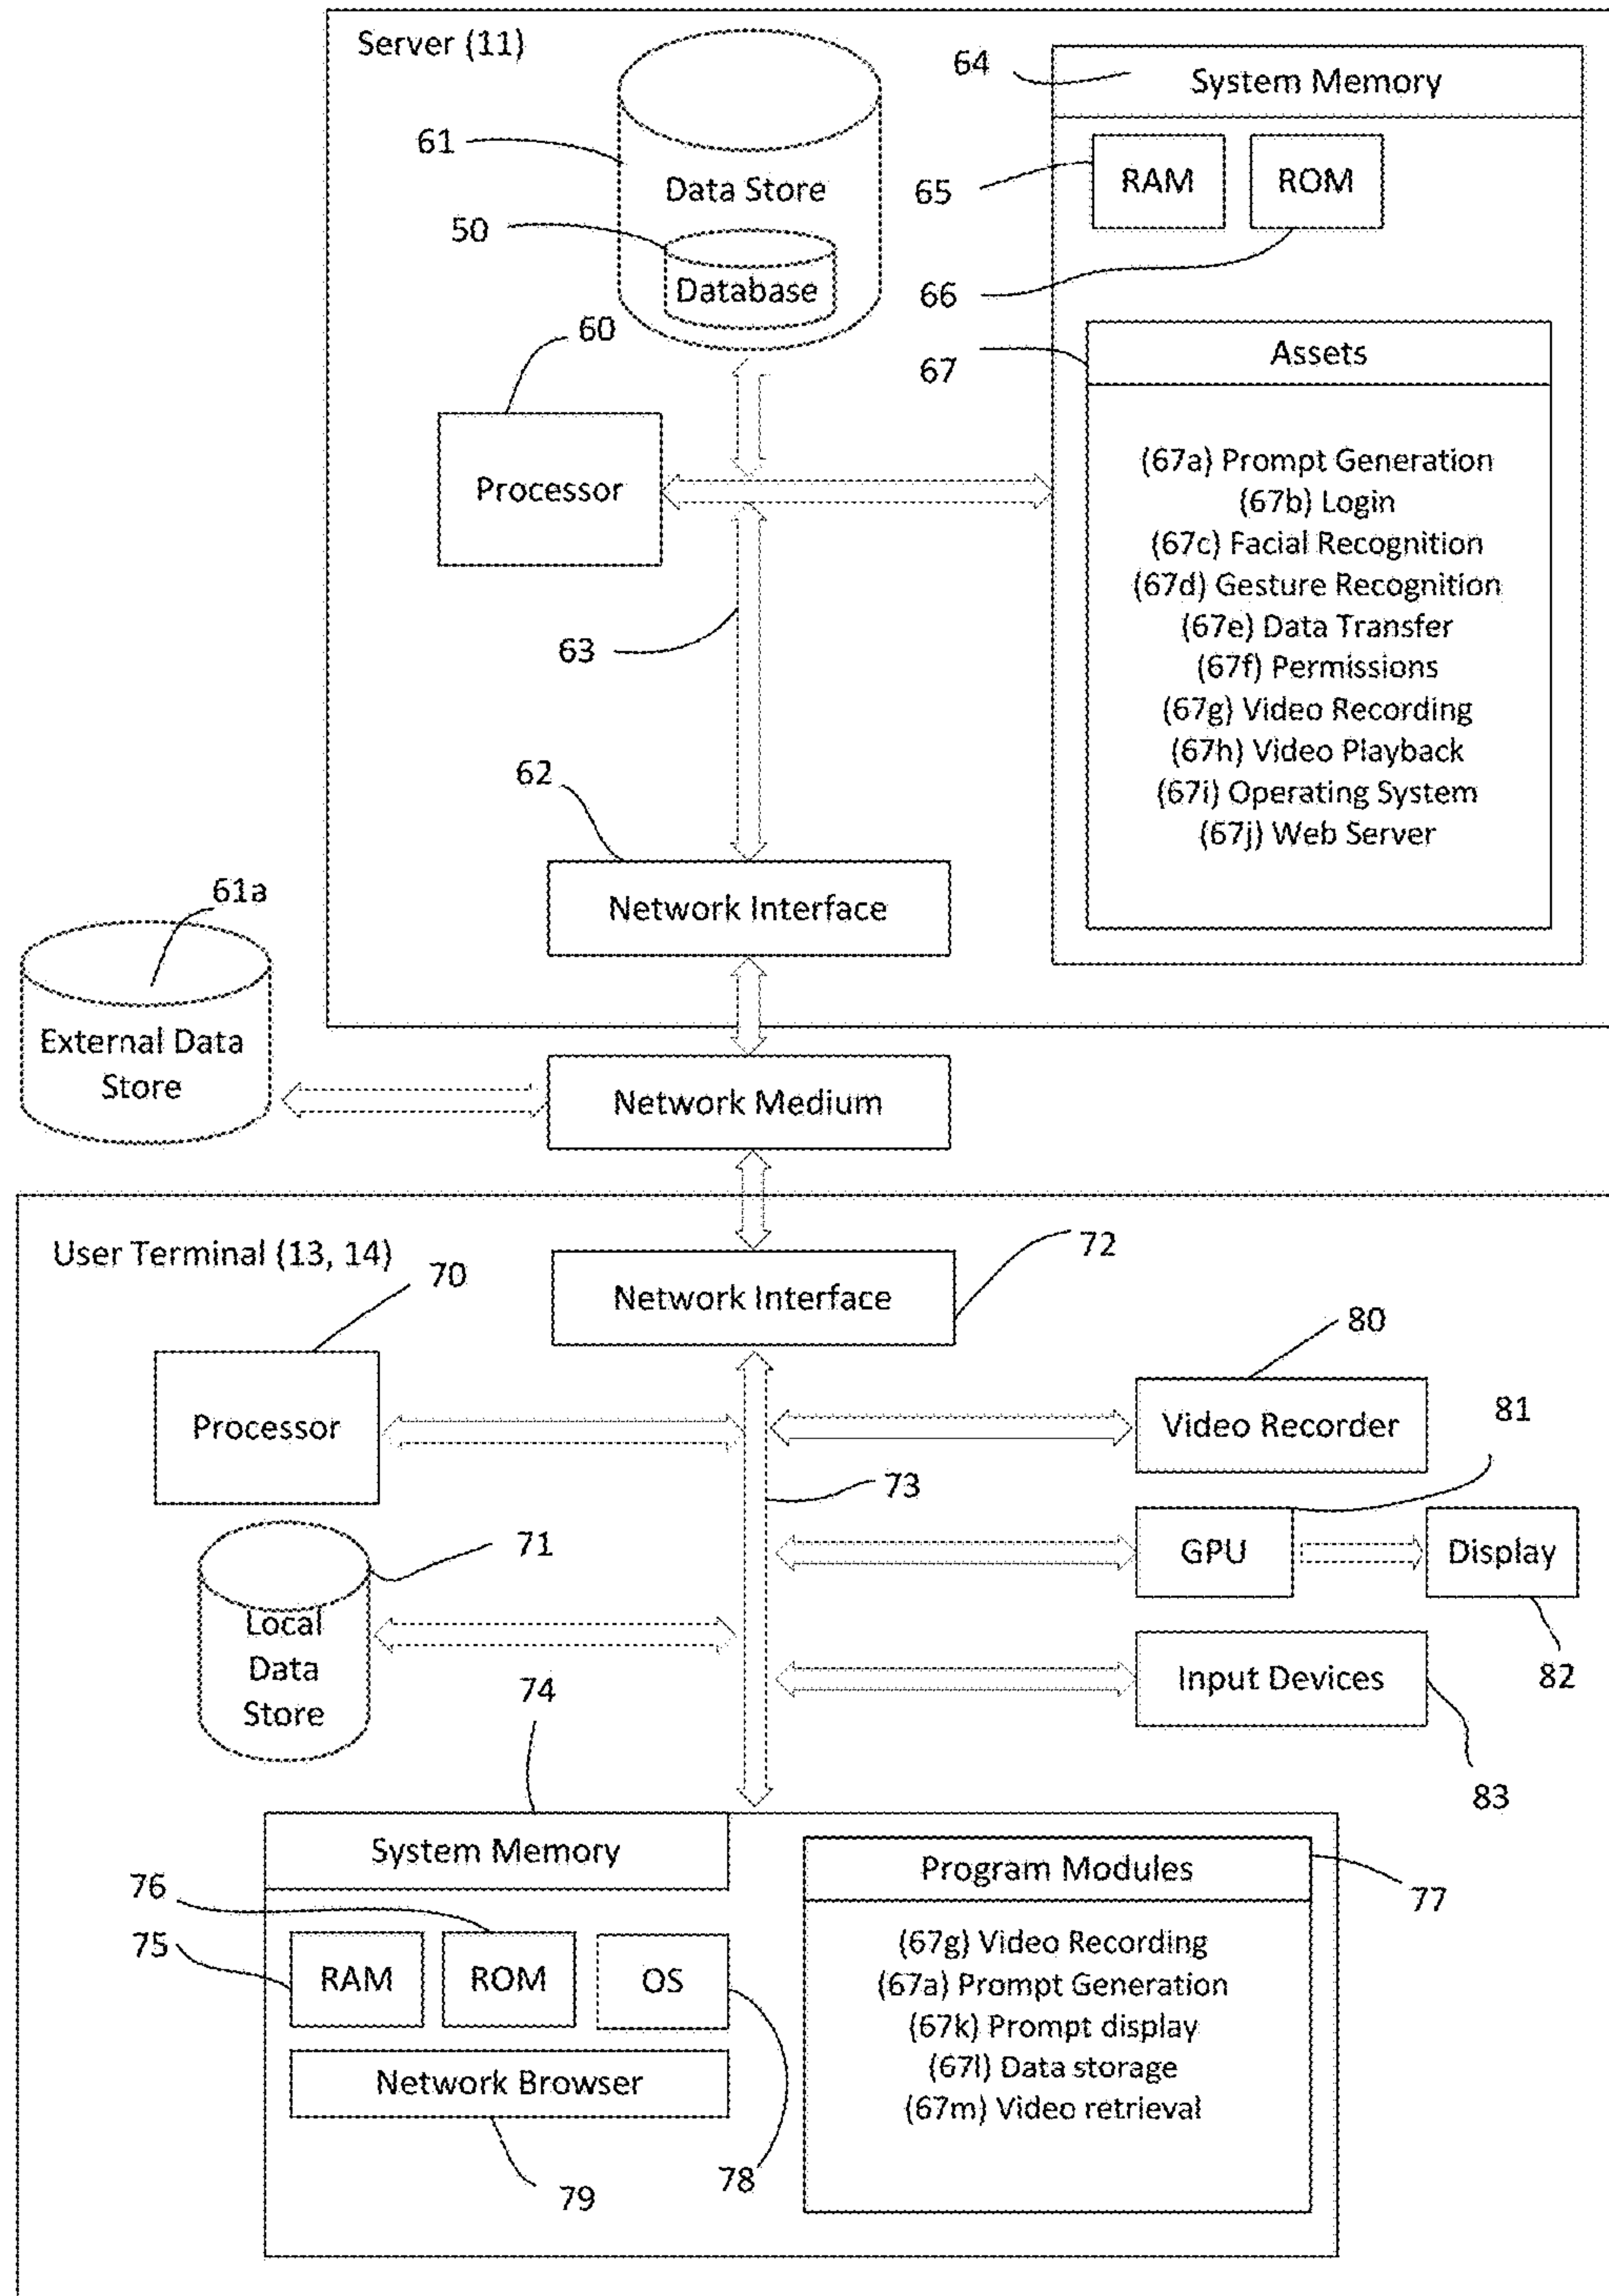 Server (11)
64
System Memory
61
Data Store
65
RAM
ROM
50
Database
66
60
67
Assets
Processor
(67a) Prompt Generation
(67b) Login
(67c) Facial Recognition
(67d) Gesture Recognition
(67e) Data Transfer
(67f) Permissions
(67g) Video Recording
(67h) Video Playback
(67i) Operating System
(67j) Web Server
63
62
Network Interface
61a
External Data
Store
Network Medium
User Terminal (13, 14)
70
Network Interface
72
80
Processor
Video Recorder
81
73
71
GPU
Display
Local
Data
Store
74
Input Devices
82
83
System Memory
Program Modules
76
77
75
RAM
ROM
OS
(67g) Video Recording
(67a) Prompt Generation
(67k) Prompt display
(67l) Data storage
(67m) Video retrieval
Network Browser
79
78